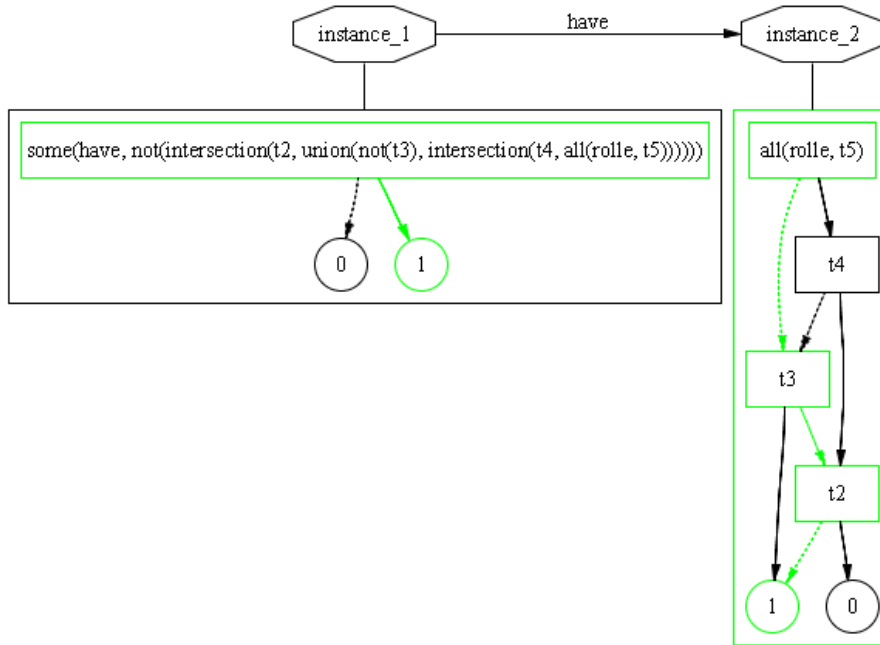 instance_1
have
instance_2
some(have, not(intersection(t2, union(not(t3), intersection(t4, all(rolle, t5))))))
all(rolle, t5)
0
1
t4
t3
t2
1
0